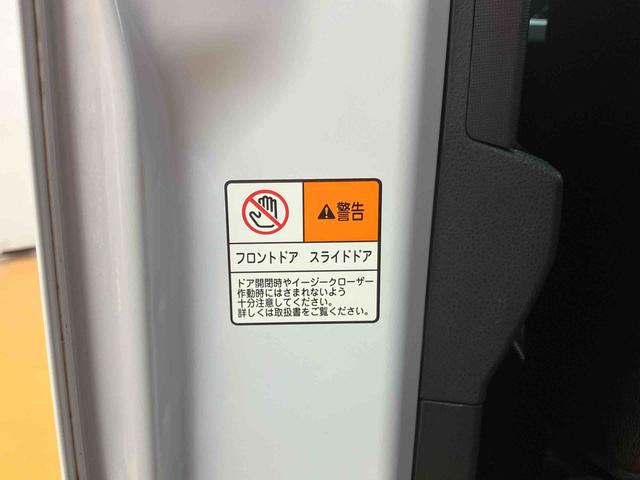 警告
フロントドア スライドドア
ドア開閉時やイージークローザー
作動時にはさまれないよう
十分注意してください。
詳しくは取扱書をご覧ください。